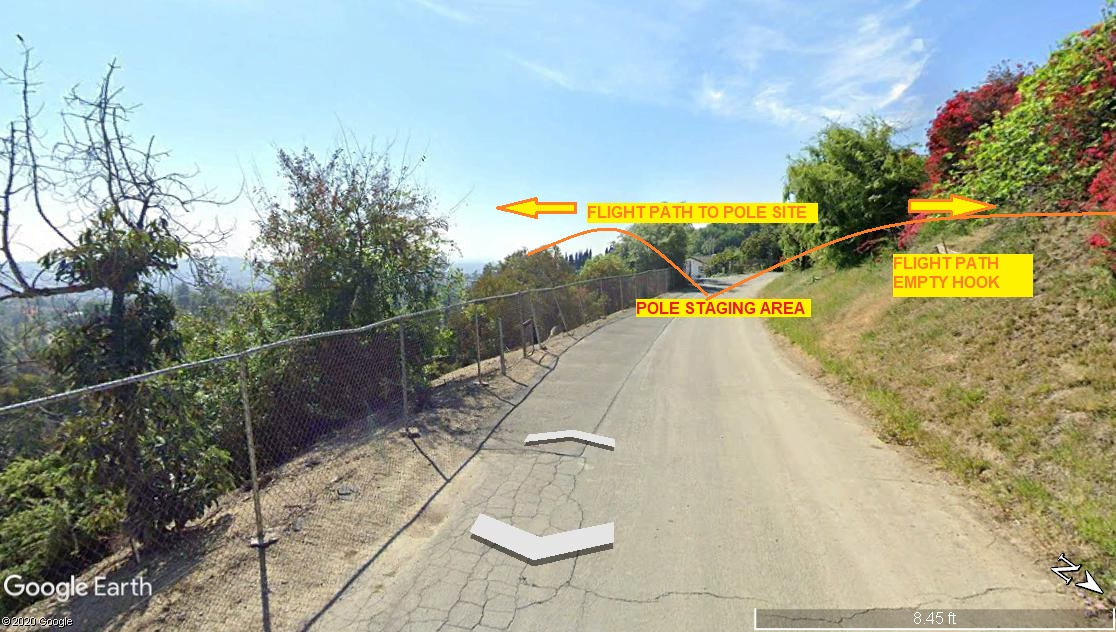 FLIGHT PATH TO POLE SITE
FLIGHT PATH
EMPTY HOOK
POLE STAGING AREA
N
Google Earth
©2020 Google
8.45 ft